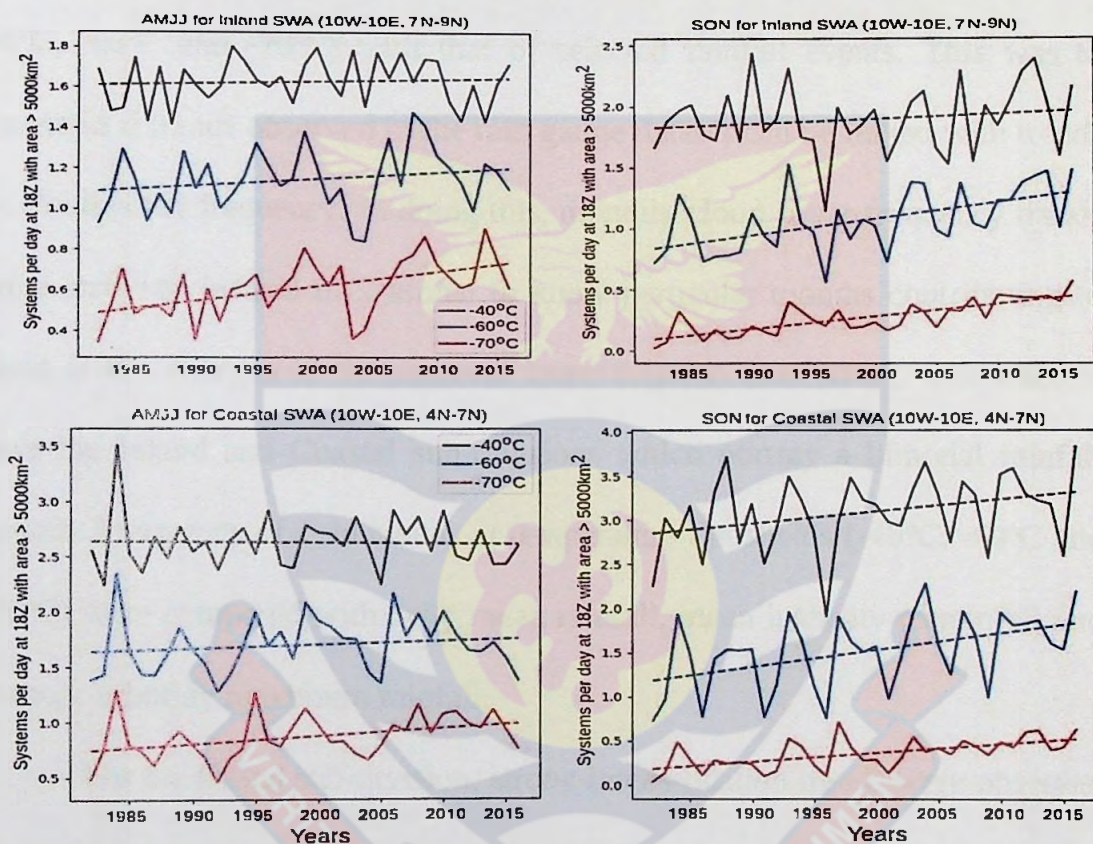 AMJJ for Inland SWA (10W-10E, 7N-9N)
Systems per day at 18Z with area > 5000km²
1.8
1.6
1.4
1.2
1.0
0.8
0.6
0.4
-40°C
-60°C
-70°C
1985 1990 1995 2000 2005 2010 2015
SON for Inland SWA (10W-10E, 7N-9N)
Systems per day at 18Z with area > 5000km²
2.5
2.0
1.5
1.0
0.5
0.0
1985 1990 1995 2000 2005 2010 2015
AMJJ for Coastal SWA (10W-10E, 4N-7N)
Systems per day at 18Z with area > 5000km²
3.5
3.0
2.5
2.0
1.5
1.0
0.5
-40°C
-60°C
-70°C
1985 1990 1995 2000 2005 2010 2015
Years
SON for Coastal SWA (10W-10E, 4N-7N)
Systems per day at 18Z with area > 5000km²
4.0
3.5
3.0
2.5
2.0
1.5
1.0
0.5
0.0
1985 1990 1995 2000 2005 2010 2015
Years